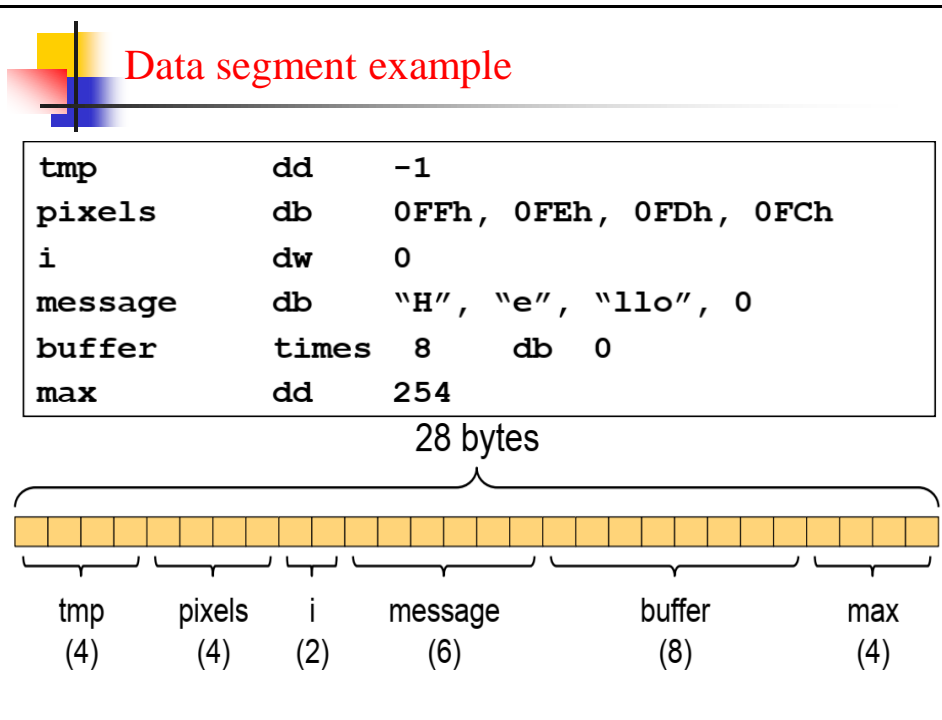 Data segment example
tmp dd -1
pixels db 0FFh, 0FEh, 0FDh, 0FCh
i dw 0
message db “H”, “e”, “llo”, 0
buffer times 8 db 0
max dd 254
28 bytes
tmp pixels i message buffer max
(4) (4) (2) (6) (8) (4)